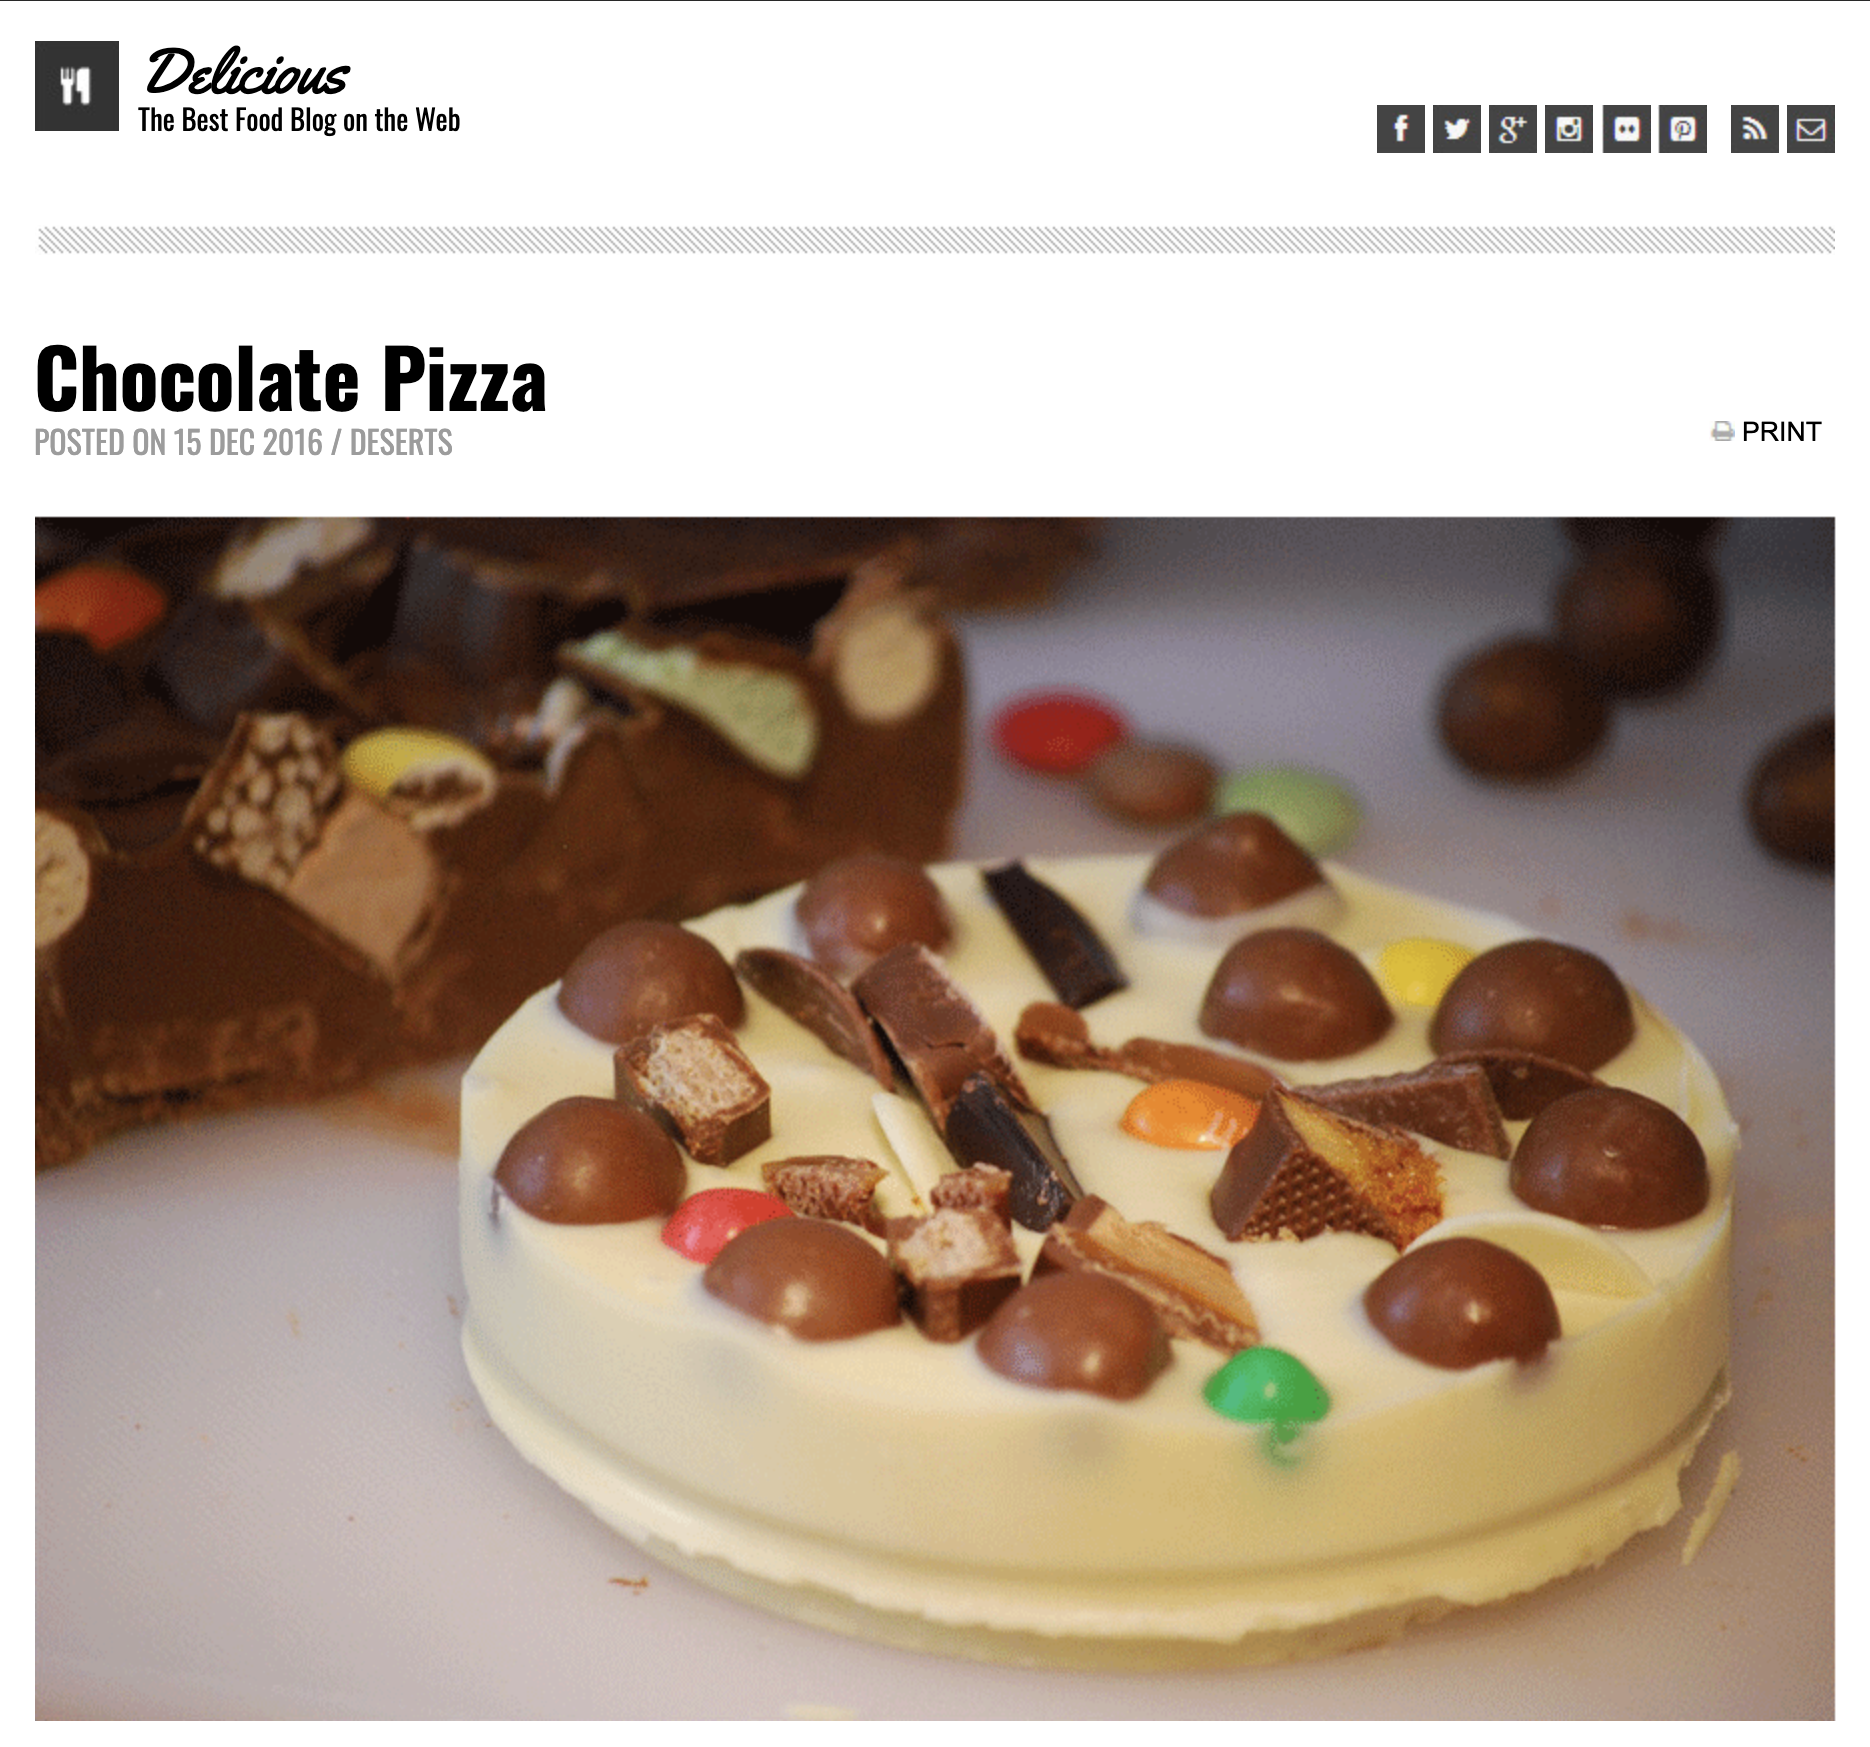 Delicious
The Best Food Blog on the Web
Chocolate Pizza
POSTED ON 15 DEC 2016 / DESERTS
PRINT